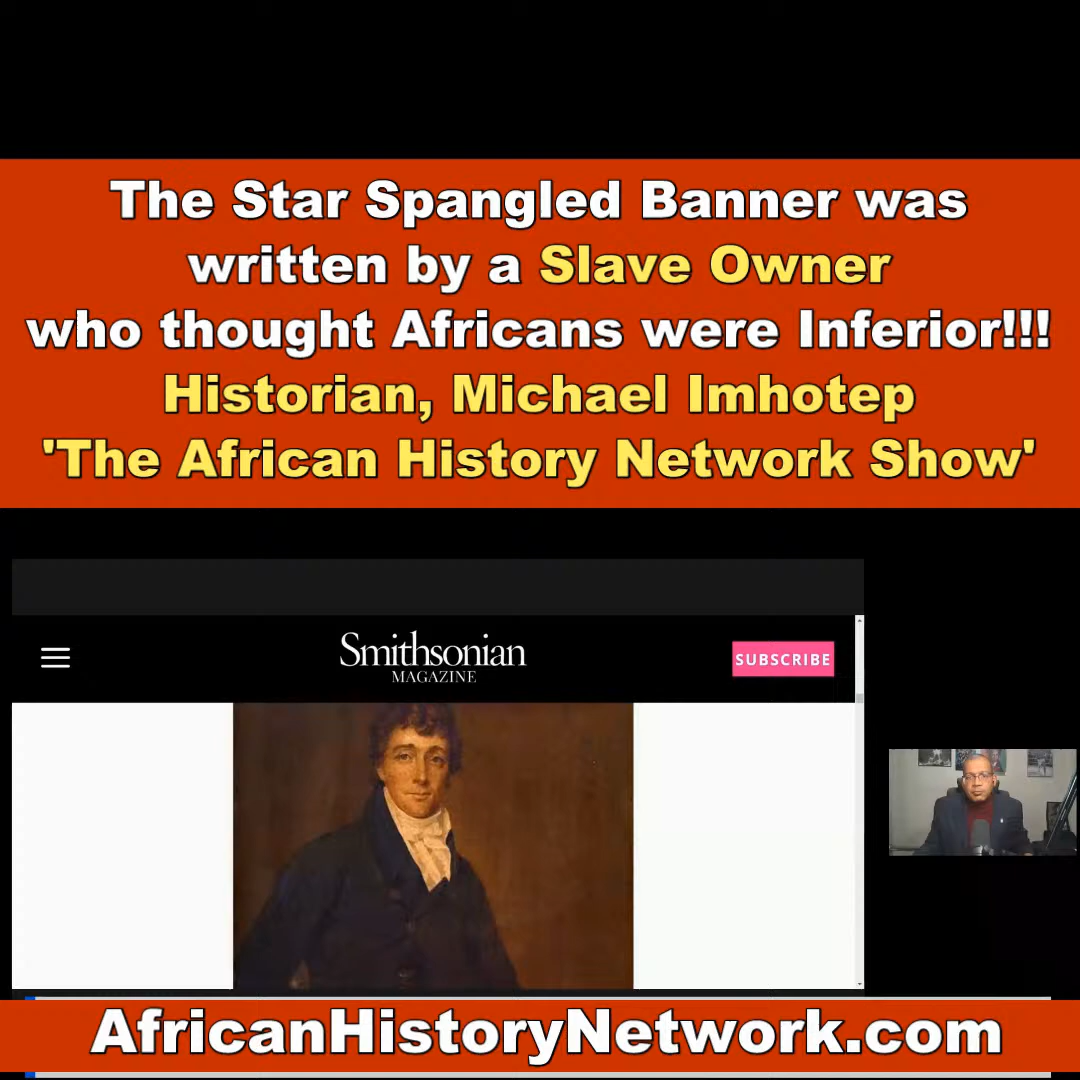 The Star Spangled Banner was
written by a Slave Owner
who thought Africans were Inferior!!!
Historian, Michael Imhotep
'The African History Network Show'
Smithsonian
MAGAZINE
SUBSCRIBE
AfricanHistoryNetwork.com